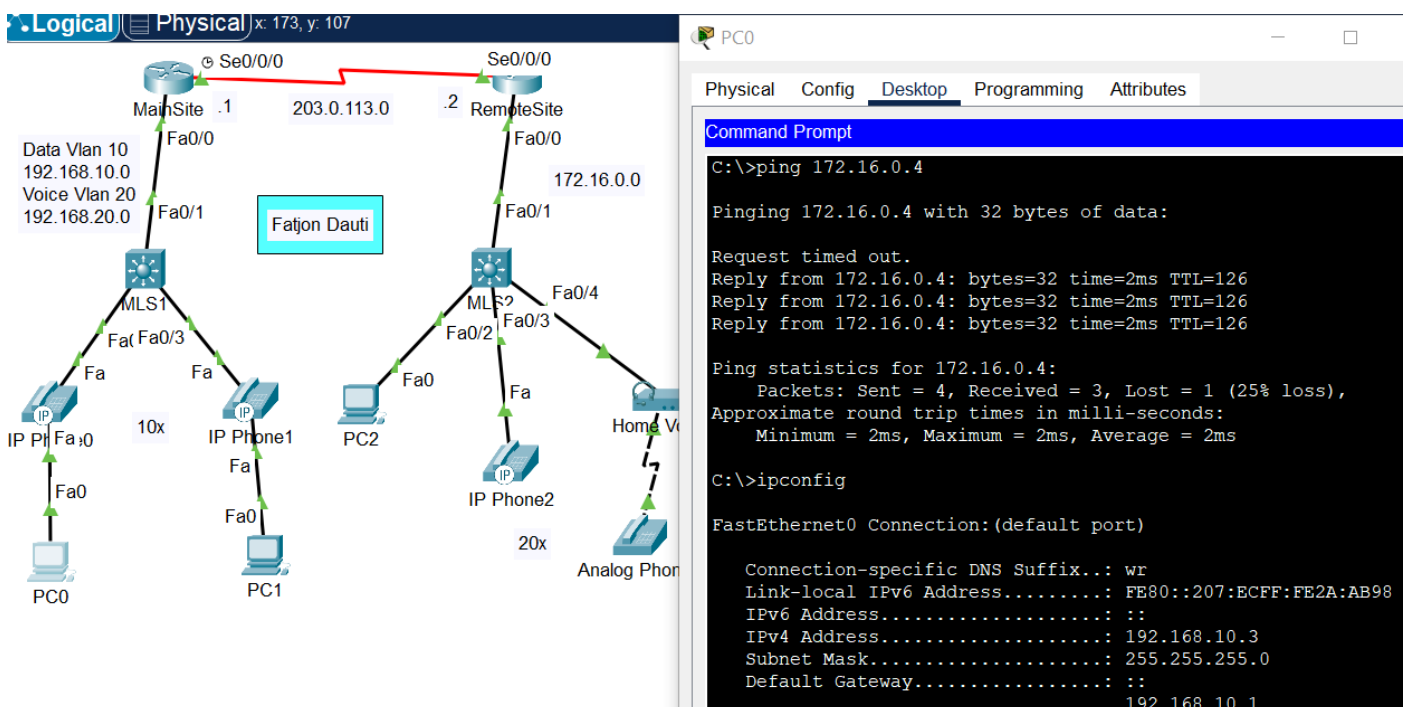 Logical Physical x: 173, y: 107
Se0/0/0
Se0/0/0
MainSite
.1
203.0.113.0
.2
RemoteSite
Fa0/0
Fa0/0
Data Vlan 10
192.168.10.0
Voice Vlan 20
192.168.20.0
172.16.0.0
Fa0/1
Fa0/1
Fatjon Dauti
MLS1
MLS2
Fa0/4
Fa0/3
Fa0/3
Fa0/2
Fa
Fa
Fa0
Fa
IP
IP
10x
IP Phone1
PC2
Home
Fa
Fa
IP
Fa0
IP Phone2
Fa0
20x
Analog Phon
PC0
PC1
PC0
Physical Config Desktop Programming Attributes
Command Prompt
C:\>ping 172.16.0.4
Pinging 172.16.0.4 with 32 bytes of data:
Request timed out.
Reply from 172.16.0.4: bytes=32 time=2ms TTL=126
Reply from 172.16.0.4: bytes=32 time=2ms TTL=126
Reply from 172.16.0.4: bytes=32 time=2ms TTL=126
Ping statistics for 172.16.0.4:
Packets: Sent = 4, Received = 3, Lost = 1 (25% loss),
Approximate round trip times in milli-seconds:
Minimum = 2ms, Maximum = 2ms, Average = 2ms
C:\>ipconfig
FastEthernet0 Connection:(default port)
Connection-specific DNS Suffix..: wr
Link-local IPv6 Address.........: FE80::207:ECFF:FE2A:AB98
IPv6 Address....................: ::
IPv4 Address....................: 192.168.10.3
Subnet Mask.....................: 255.255.255.0
Default Gateway.................: ::
192.168.10.1